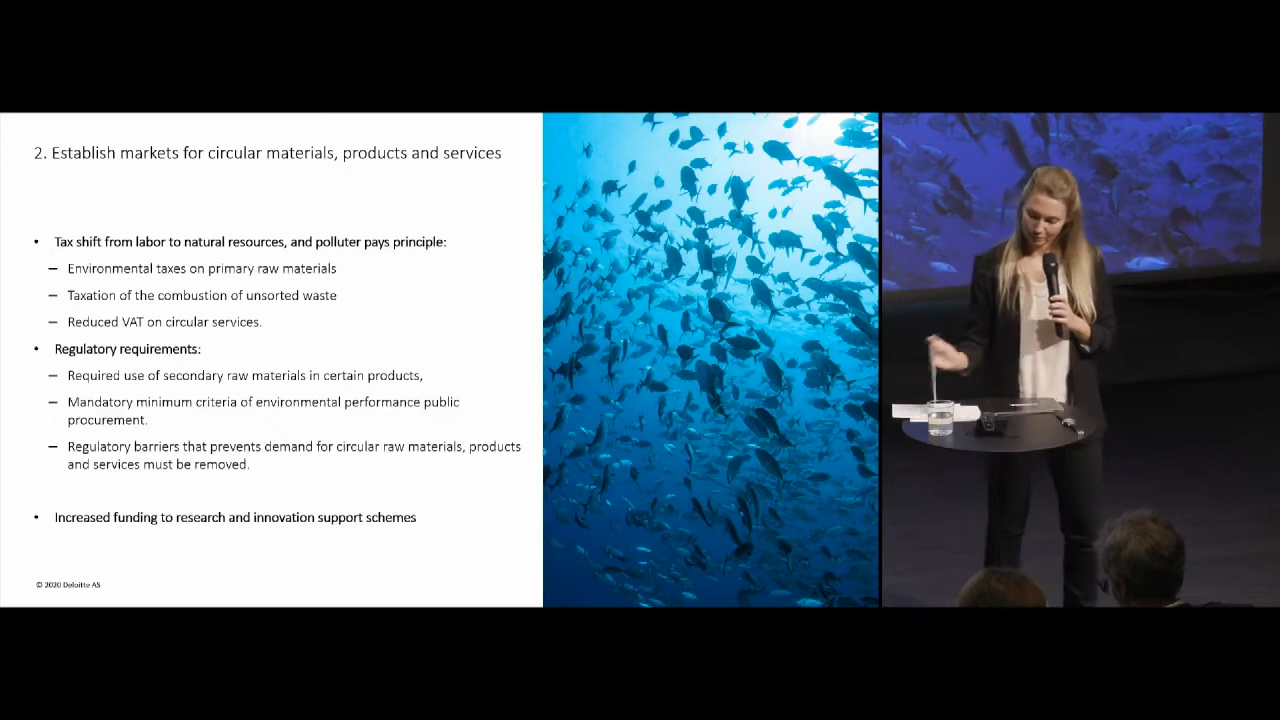 2. Establish markets for circular materials, products and services
• Tax shift from labor to natural resources, and polluter pays principle:
– Environmental taxes on primary raw materials
– Taxation of the combustion of unsorted waste
– Reduced VAT on circular services.
• Regulatory requirements:
– Required use of secondary raw materials in certain products,
– Mandatory minimum criteria of environmental performance public
procurement.
– Regulatory barriers that prevents demand for circular raw materials, products
and services must be removed.
• Increased funding to research and innovation support schemes
© 2020 Deloitte AS